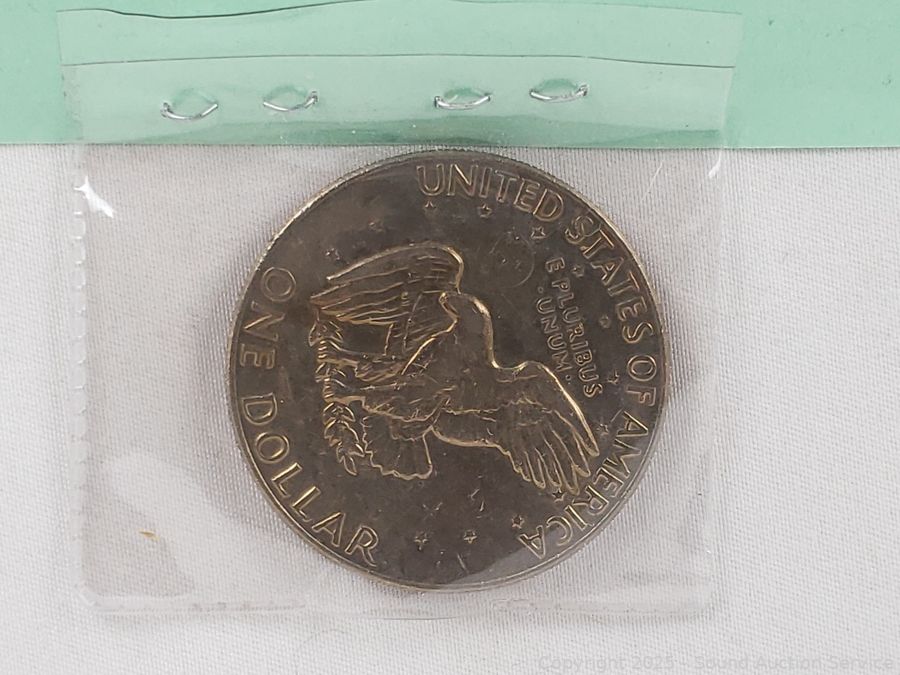 UNITED STATES OF AMERICA
E PLURIBUS
·UNUM·
ONE DOLLAR
Copyright 2025 - Sound Auction Service